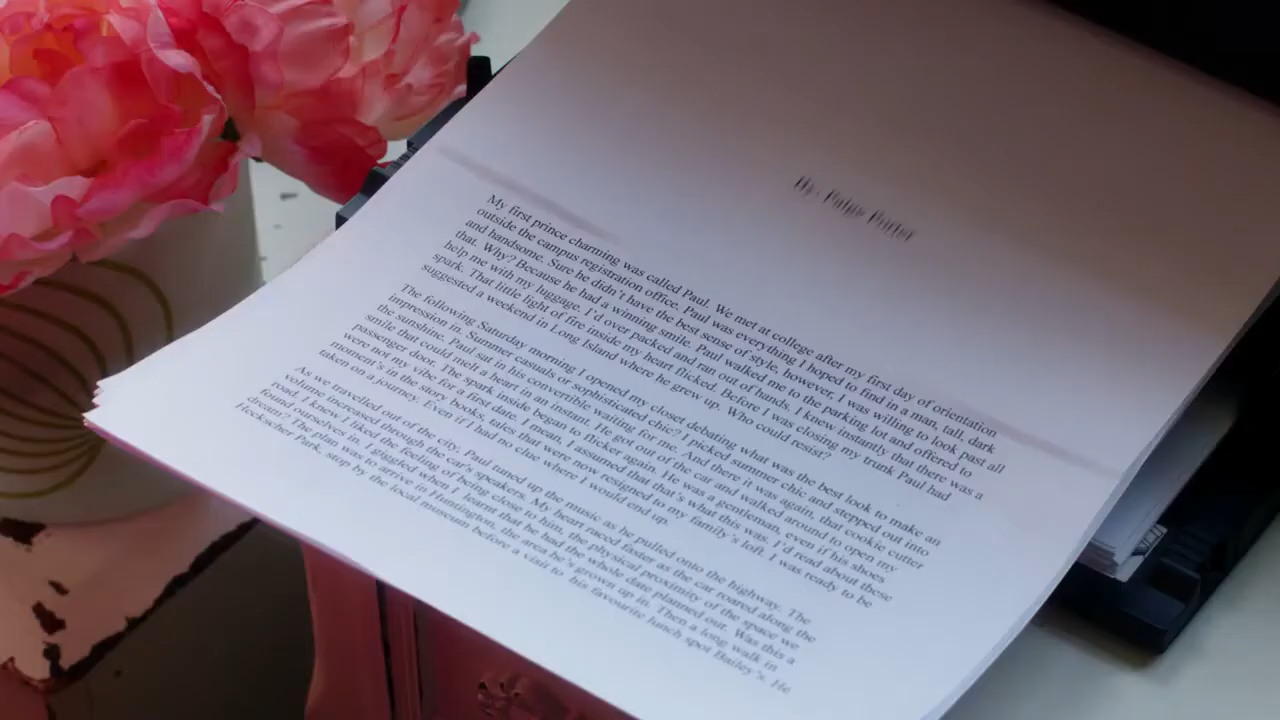 My first prince charming was called Paul. We met at college after my first day of orientation
outside the campus registration office. Paul was everything I hoped to find in a man, tall, dark
and handsome. Sure he didn't have the best sense of style, however, I was willing to look past all
that. Why? Because he had a winning smile. Paul walked me to the parking lot and offered to
help me with my luggage. I'd over packed and ran out of hands. I knew instantly that there was a
spark. That little light of fire inside my heart flicked. Before I was closing my trunk Paul had
suggested a weekend in Long Island where he grew up. Who could resist?
The following Saturday morning I opened my closet debating what was the best look to make an
impression in. Summer casuals or sophisticated chic? I picked summer chic and stepped out into
the sunshine. Paul sat in his convertible waiting for me. And there it was again, that cookie cutter
smile that could melt a heart in an instant. He got out of the car and walked around to open my
passenger door. The spark inside began to flicker again. He was a gentleman, even if his shoes
were not my vibe for a first date. I mean, I assumed that that's what this was. I'd read about these
moment's in the story books, tales that were now resigned to my family's loft. I was ready to be
taken on a journey. Even if I had no clue where I would end up.
As we travelled out of the city, Paul tuned up the music as he pulled onto the highway. The
volume increased through the car's speakers. My heart raced faster as the car roared along the
road, I knew I liked the feeling of being close to him, the physical proximity of the space we
found ourselves in. I giggled when I learnt that he had the whole date planned out. Was this a
dream? The plan was to arrive in Huntington, the area he's grown up in. Then a long walk in
Heckscher Park, stop by the local museum before a visit to his favourite lunch spot Bailey's. He